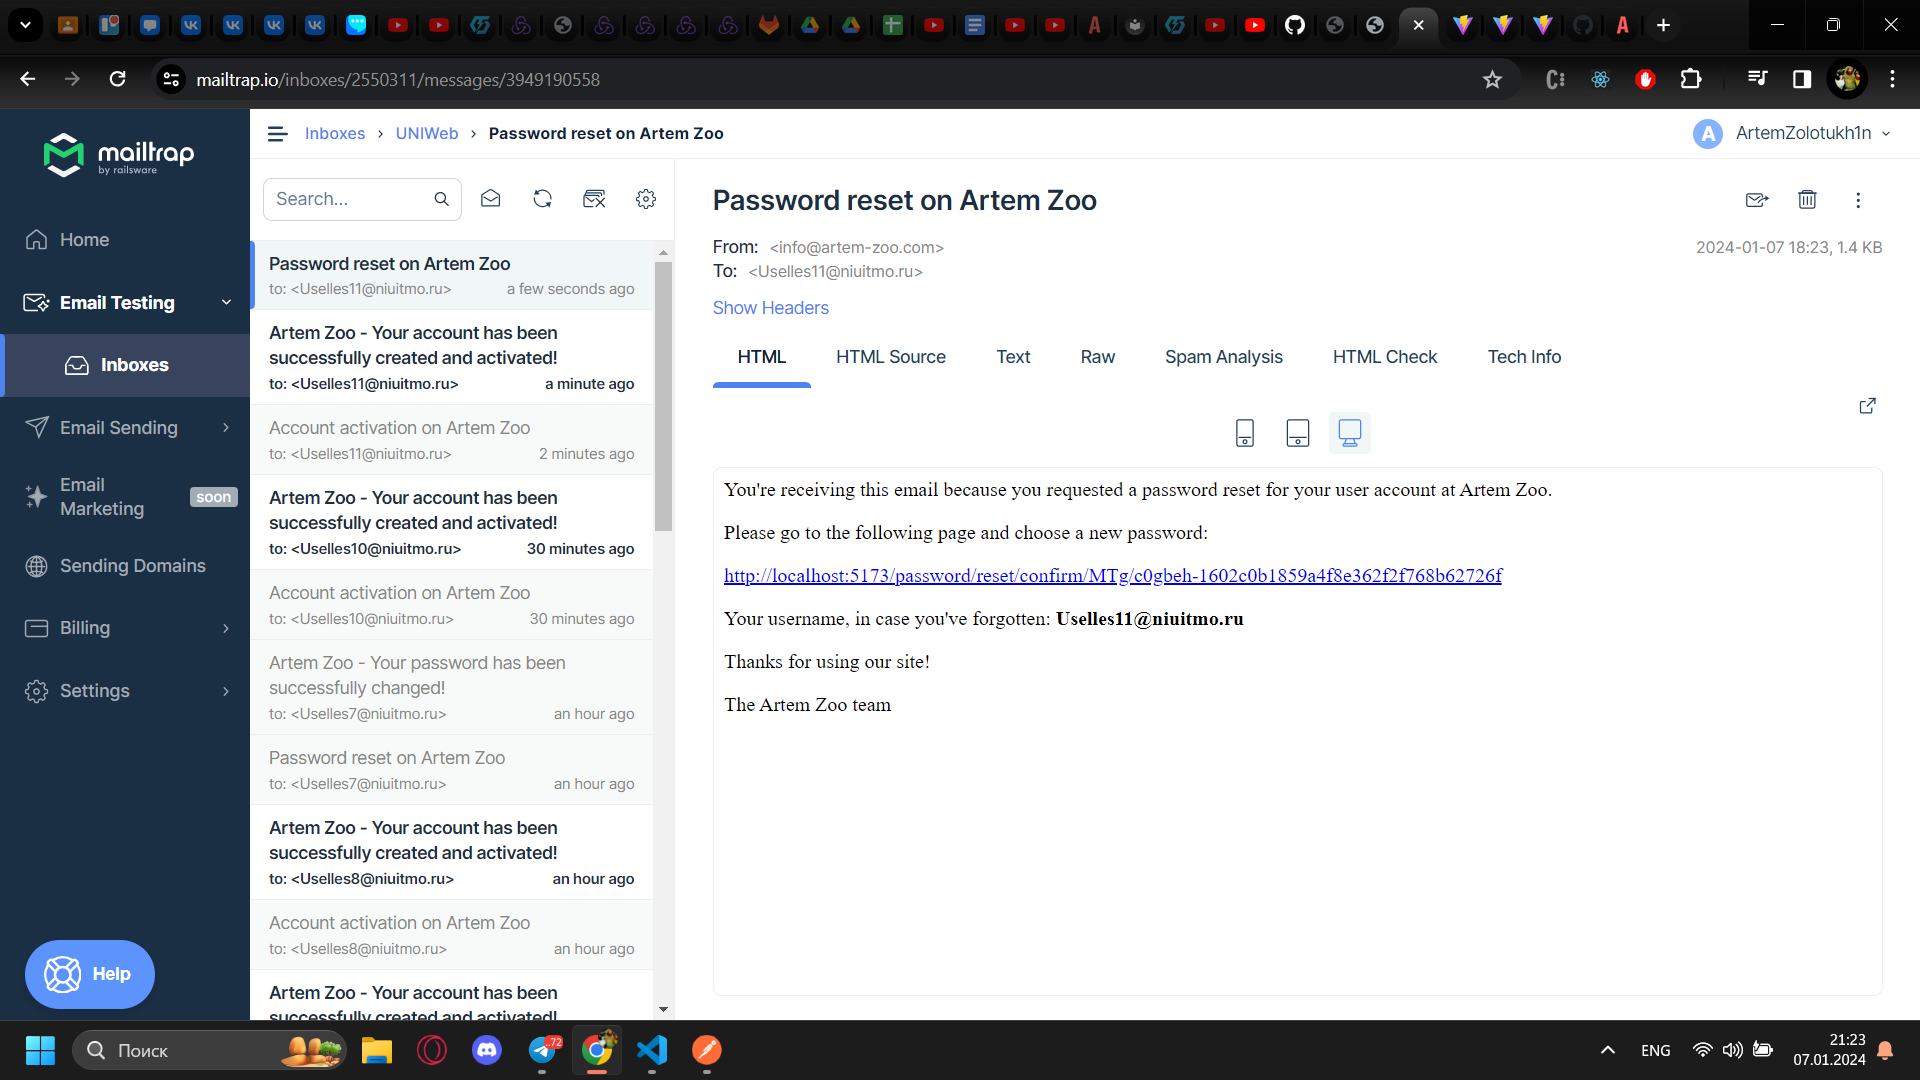 mailtrap.io/inboxes/2550311/messages/3949190558
mailtrap
by railsware
Home
Email Testing
Inboxes
Email Sending
Email
Marketing
soon
Sending Domains
Billing
Settings
Help
Inboxes › UNIWeb › Password reset on Artem Zoo
A ArtemZolotukh1n
Search...
Password reset on Artem Zoo
to: <Uselles11@niuitmo.ru> a few seconds ago
Artem Zoo - Your account has been
successfully created and activated!
to: <Uselles11@niuitmo.ru> a minute ago
Account activation on Artem Zoo
to: <Uselles11@niuitmo.ru> 2 minutes ago
Artem Zoo - Your account has been
successfully created and activated!
to: <Uselles10@niuitmo.ru> 30 minutes ago
Account activation on Artem Zoo
to: <Uselles10@niuitmo.ru> 30 minutes ago
Artem Zoo - Your password has been
successfully changed!
to: <Uselles7@niuitmo.ru> an hour ago
Password reset on Artem Zoo
to: <Uselles7@niuitmo.ru> an hour ago
Artem Zoo - Your account has been
successfully created and activated!
to: <Uselles8@niuitmo.ru> an hour ago
Account activation on Artem Zoo
to: <Uselles8@niuitmo.ru> an hour ago
Artem Zoo - Your account has been
successfully created and activated!
Password reset on Artem Zoo
From: <info@artem-zoo.com>
2024-01-07 18:23, 1.4 KB
To: <Uselles11@niuitmo.ru>
Show Headers
HTML HTML Source Text Raw Spam Analysis HTML Check Tech Info
You're receiving this email because you requested a password reset for your user account at Artem Zoo.
Please go to the following page and choose a new password:
http://localhost:5173/password/reset/confirm/MTg/c0gbeh-1602c0b1859a4f8e362f2f768b62726f
Your username, in case you've forgotten: Uselles11@niuitmo.ru
Thanks for using our site!
The Artem Zoo team
Поиск
..72
ENG
21:23
07.01.2024